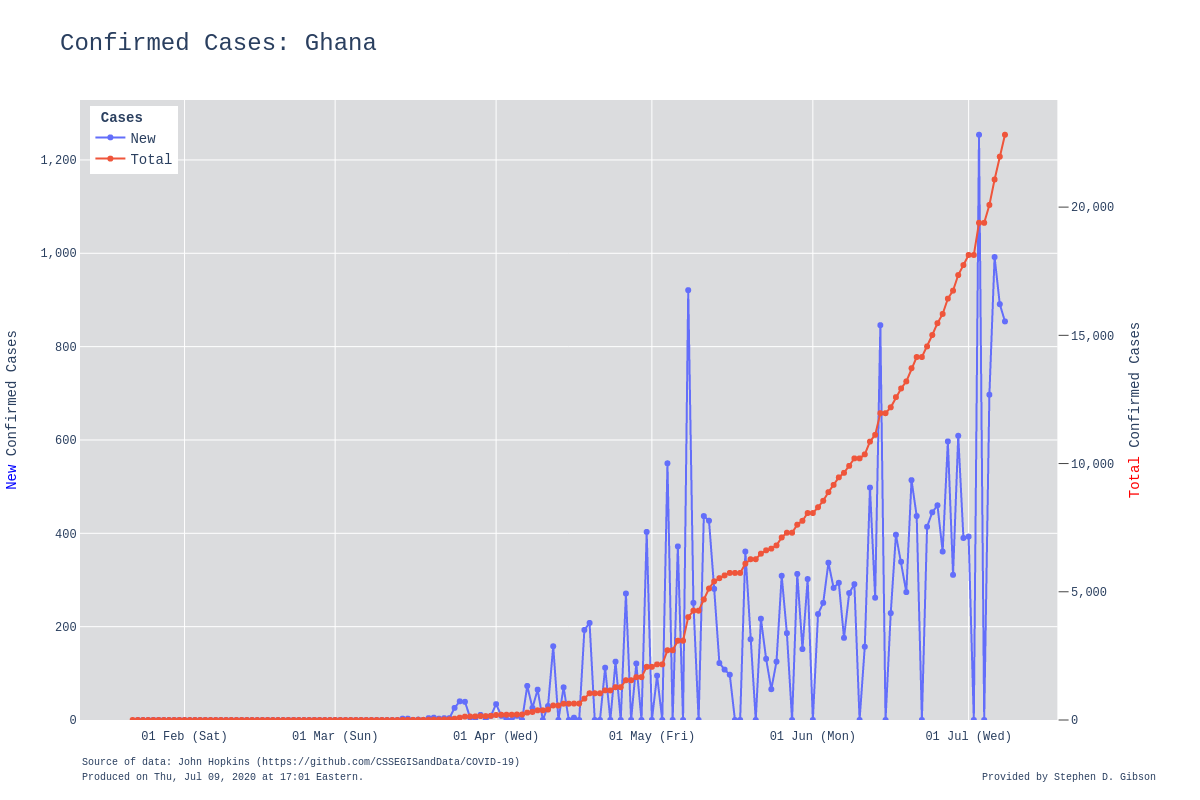 Confirmed Cases: Ghana
Cases
New
Total
1,200
1,000
800
600
400
200
0
20,000
15,000
10,000
5,000
0
New Confirmed Cases
Total Confirmed Cases
01 Feb (Sat)
01 Mar (Sun)
01 Apr (Wed)
01 May (Fri)
01 Jun (Mon)
01 Jul (Wed)
Source of data: John Hopkins (https://github.com/CSSEGISandData/COVID-19)
Produced on Thu, Jul 09, 2020 at 17:01 Eastern.
Provided by Stephen D. Gibson